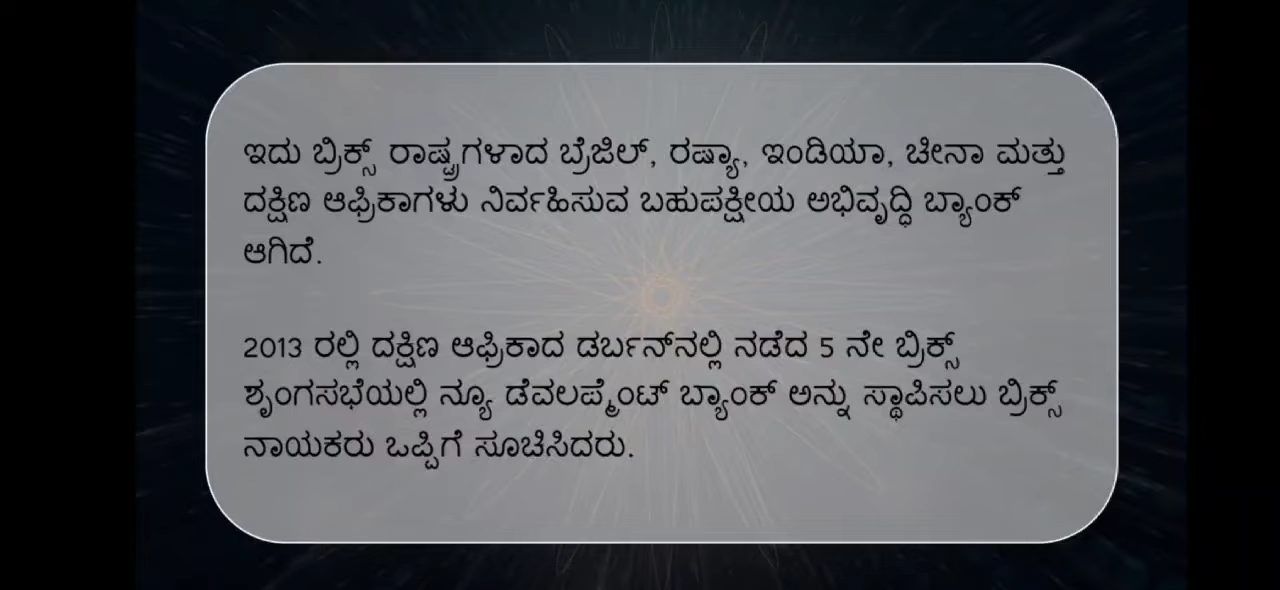 ಇದು ಬ್ರಿಕ್ಸ್ ರಾಷ್ಟ್ರಗಳಾದ ಬ್ರೆಜಿಲ್, ರಷ್ಯಾ, ಇಂಡಿಯಾ, ಚೀನಾ ಮತ್ತು
ದಕ್ಷಿಣ ಆಫ್ರಿಕಾಗಳು ನಿರ್ವಹಿಸುವ ಬಹುಪಕ್ಷೀಯ ಅಭಿವೃದ್ಧಿ ಬ್ಯಾಂಕ್
ಆಗಿದೆ.
2013 ರಲ್ಲಿ ದಕ್ಷಿಣ ಆಫ್ರಿಕಾದ ಡರ್ಬನ್‌ನಲ್ಲಿ ನಡೆದ 5 ನೇ ಬ್ರಿಕ್ಸ್
ಶೃಂಗಸಭೆಯಲ್ಲಿ ನ್ಯೂ ಡೆವಲಪ್ಮೆಂಟ್ ಬ್ಯಾಂಕ್ ಅನ್ನು ಸ್ಥಾಪಿಸಲು ಬ್ರಿಕ್ಸ್
ನಾಯಕರು ಒಪ್ಪಿಗೆ ಸೂಚಿಸಿದರು.